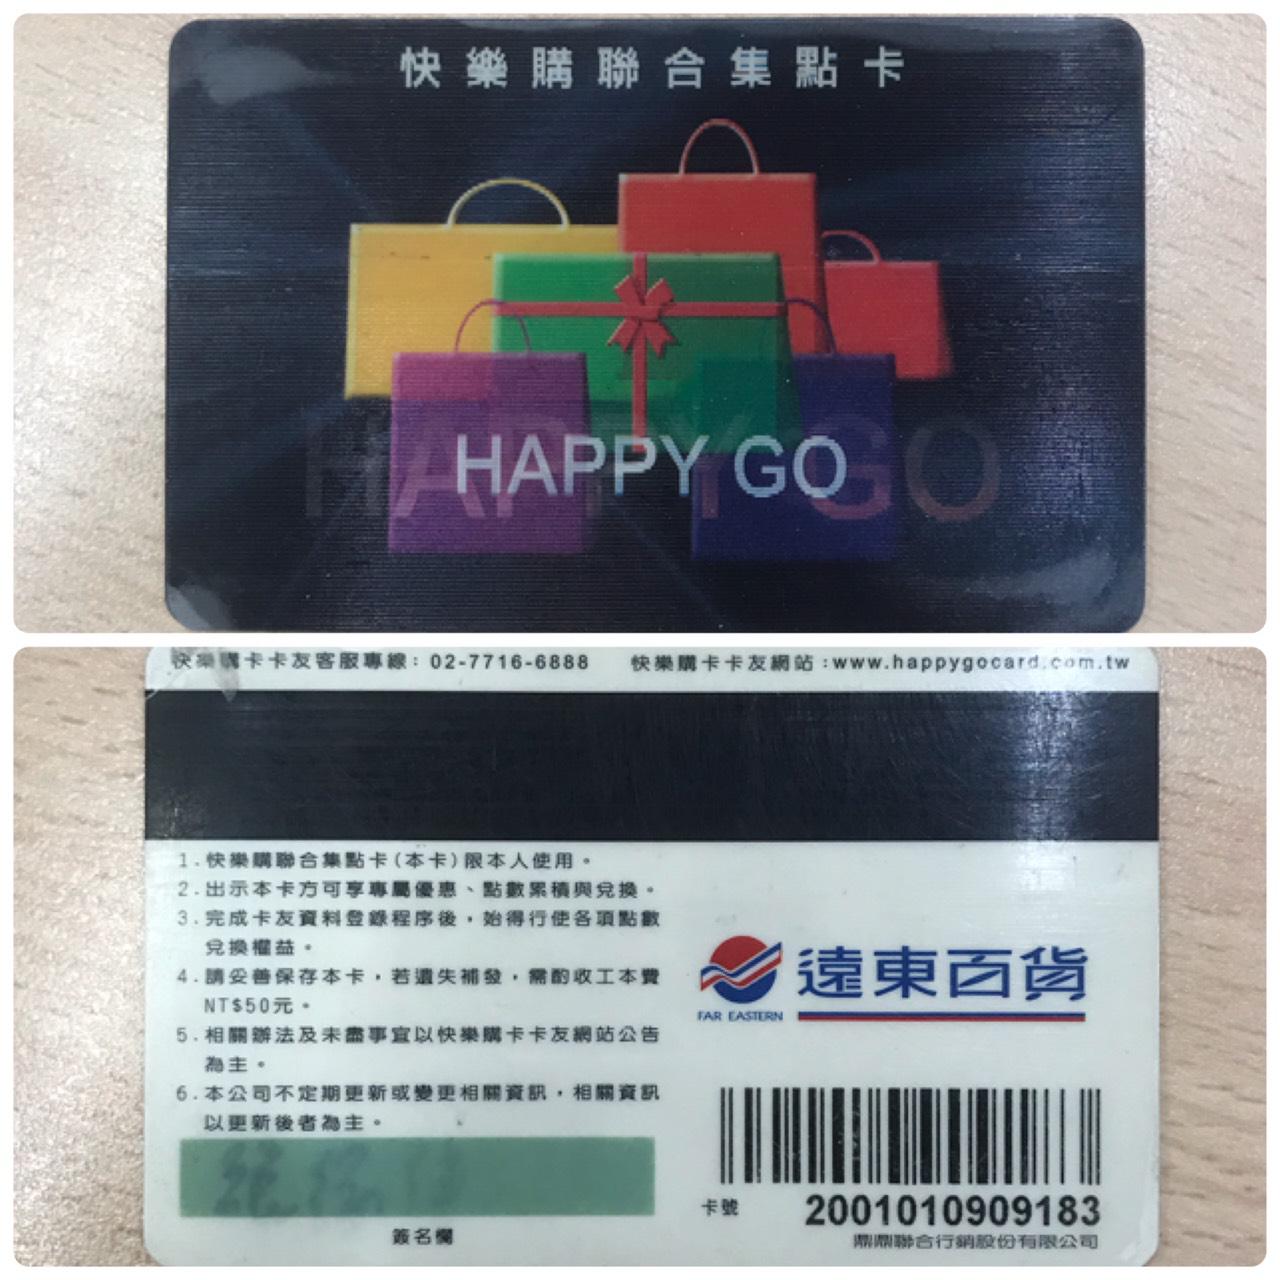 快樂購聯合集點卡
HAPPY GO
HAPPY GO
快樂購卡卡友客服專線: 02-7716-6888 快樂購卡卡友網站:www.happygocard.com.tw
1.快樂購聯合集點卡(本卡)限本人使用。
2.出示本卡方可享專屬優惠、點數累積與兌換。
3.完成卡友資料登錄程序後，始得行使各項點數
兌換權益。
4.請妥善保存本卡，若遺失補發，需酌收工本費
NT$50元。
5.相關辦法及未盡事宜以快樂購卡卡友網站公告
為主。
6.本公司不定期更新或變更相關資訊，相關資訊
以更新後者為主。
簽名欄
遠東百貨
FAR EASTERN
卡號 2001010909183
鼎鼎聯合行銷股份有限公司